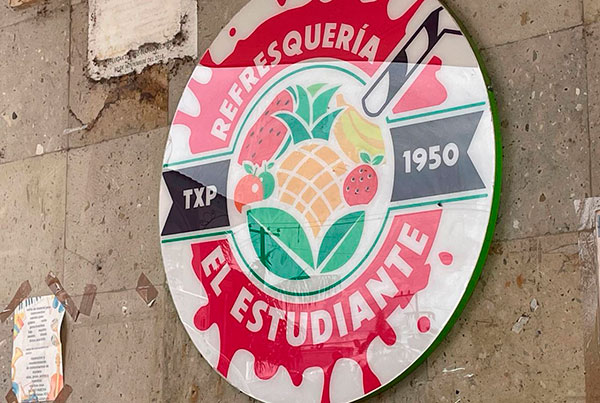 REFRESQUERÍA
TXP
1950
EL ESTUDIANTE